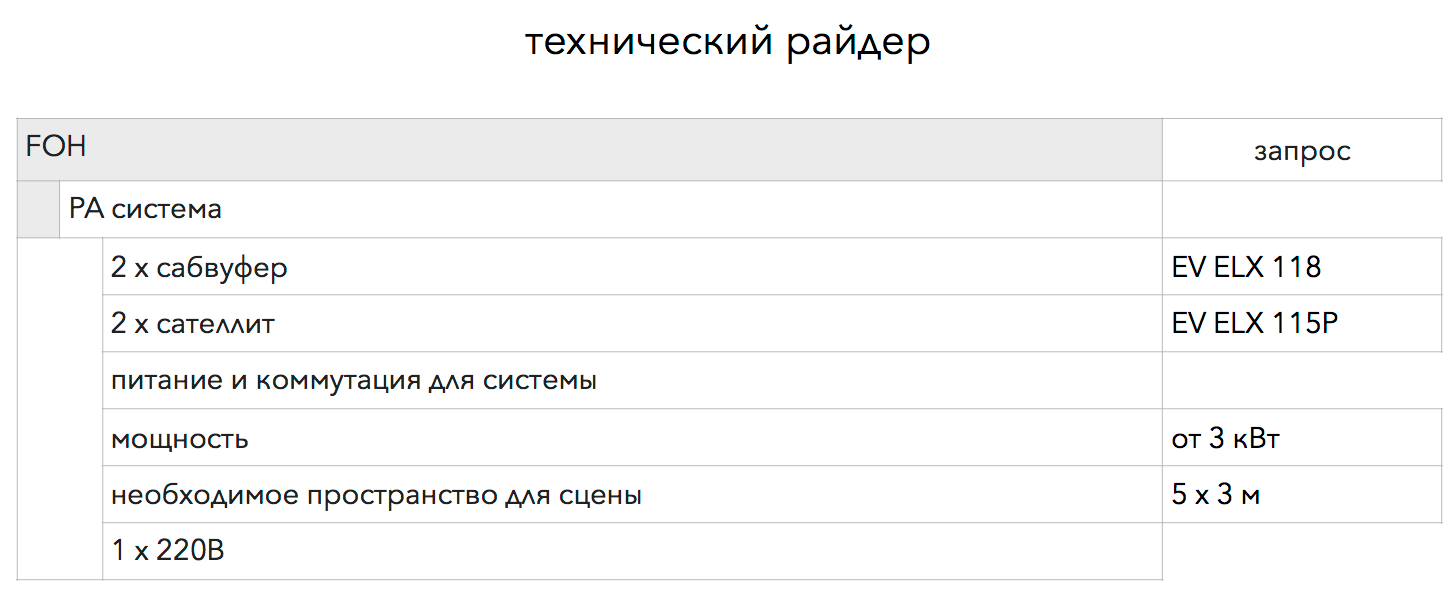 технический райдер
FOH запрос
PA система
2 x сабвуфер EV ELX 118
2 x сателлит EV ELX 115P
питание и коммутация для системы
мощность от 3 кВт
необходимое пространство для сцены 5 x 3 м
1 x 220В